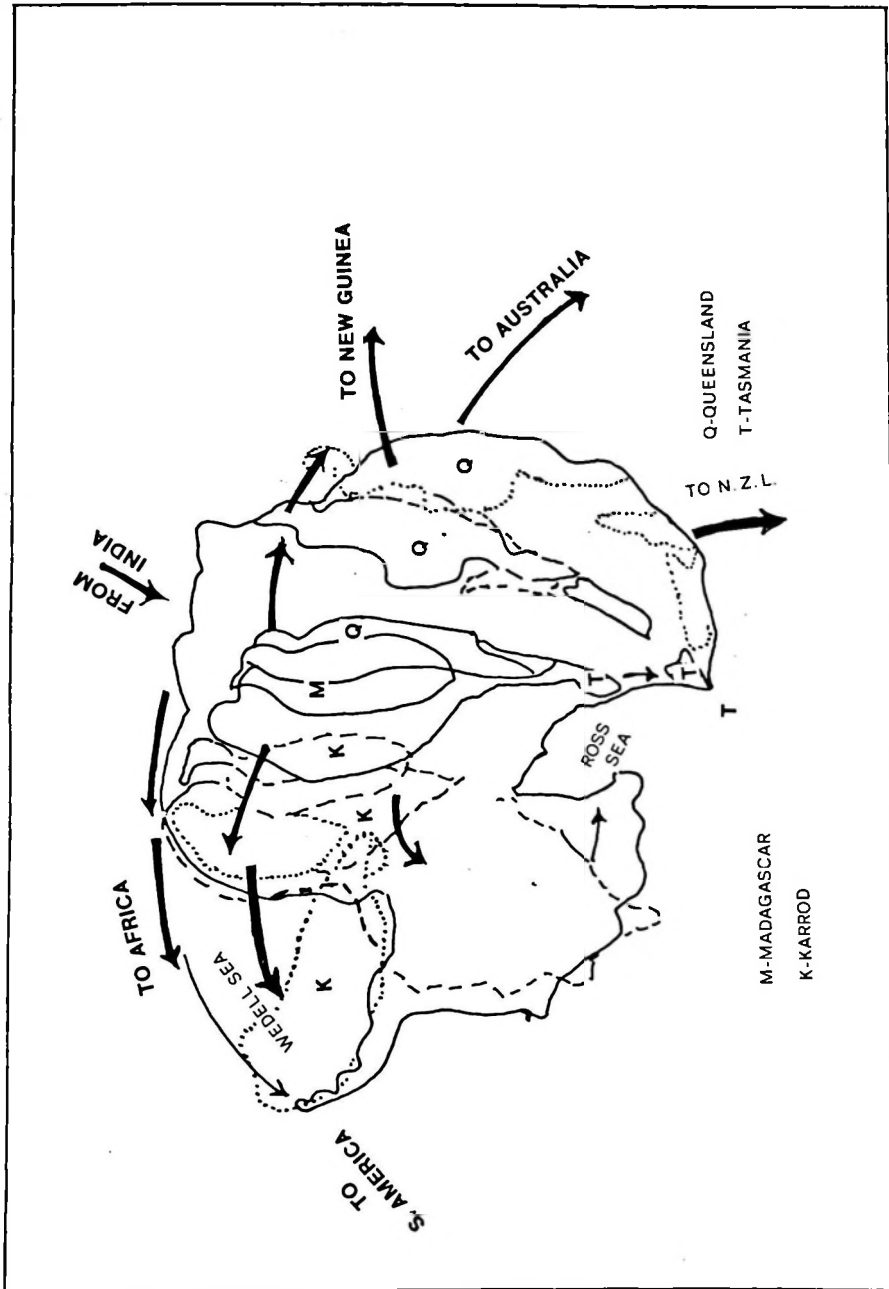 FROM
INDIA
TO AFRICA
TO NEW GUINEA
TO AUSTRALIA
WEDELL SEA
TO
S. AMERICA
K
K
K
M
Q
Q
Q
T
T
T
ROSS
SEA
TO N.Z.L.
M-MADAGASCAR
K-KARROD
Q-QUEENSLAND
T-TASMANIA